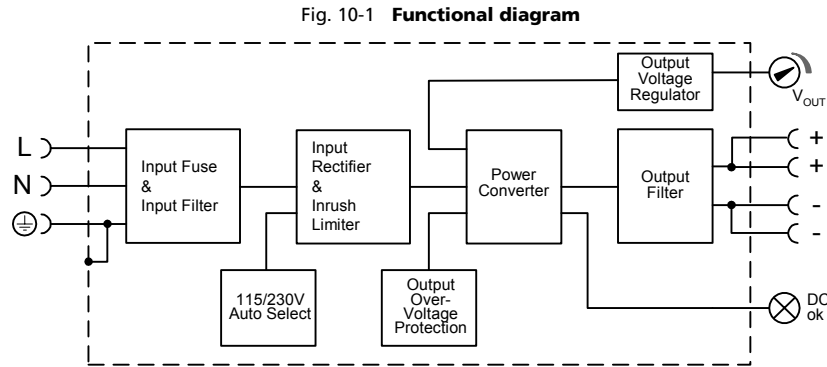 Fig. 10-1 Functional diagram
Output
Voltage
Regulator
VOUT
L
N
Input Fuse
&
Input Filter
Input
Rectifier
&
Inrush
Limiter
Power
Converter
Output
Filter
+
+
-
-
115/230V
Auto Select
Output
Over-
Voltage
Protection
DC
ok